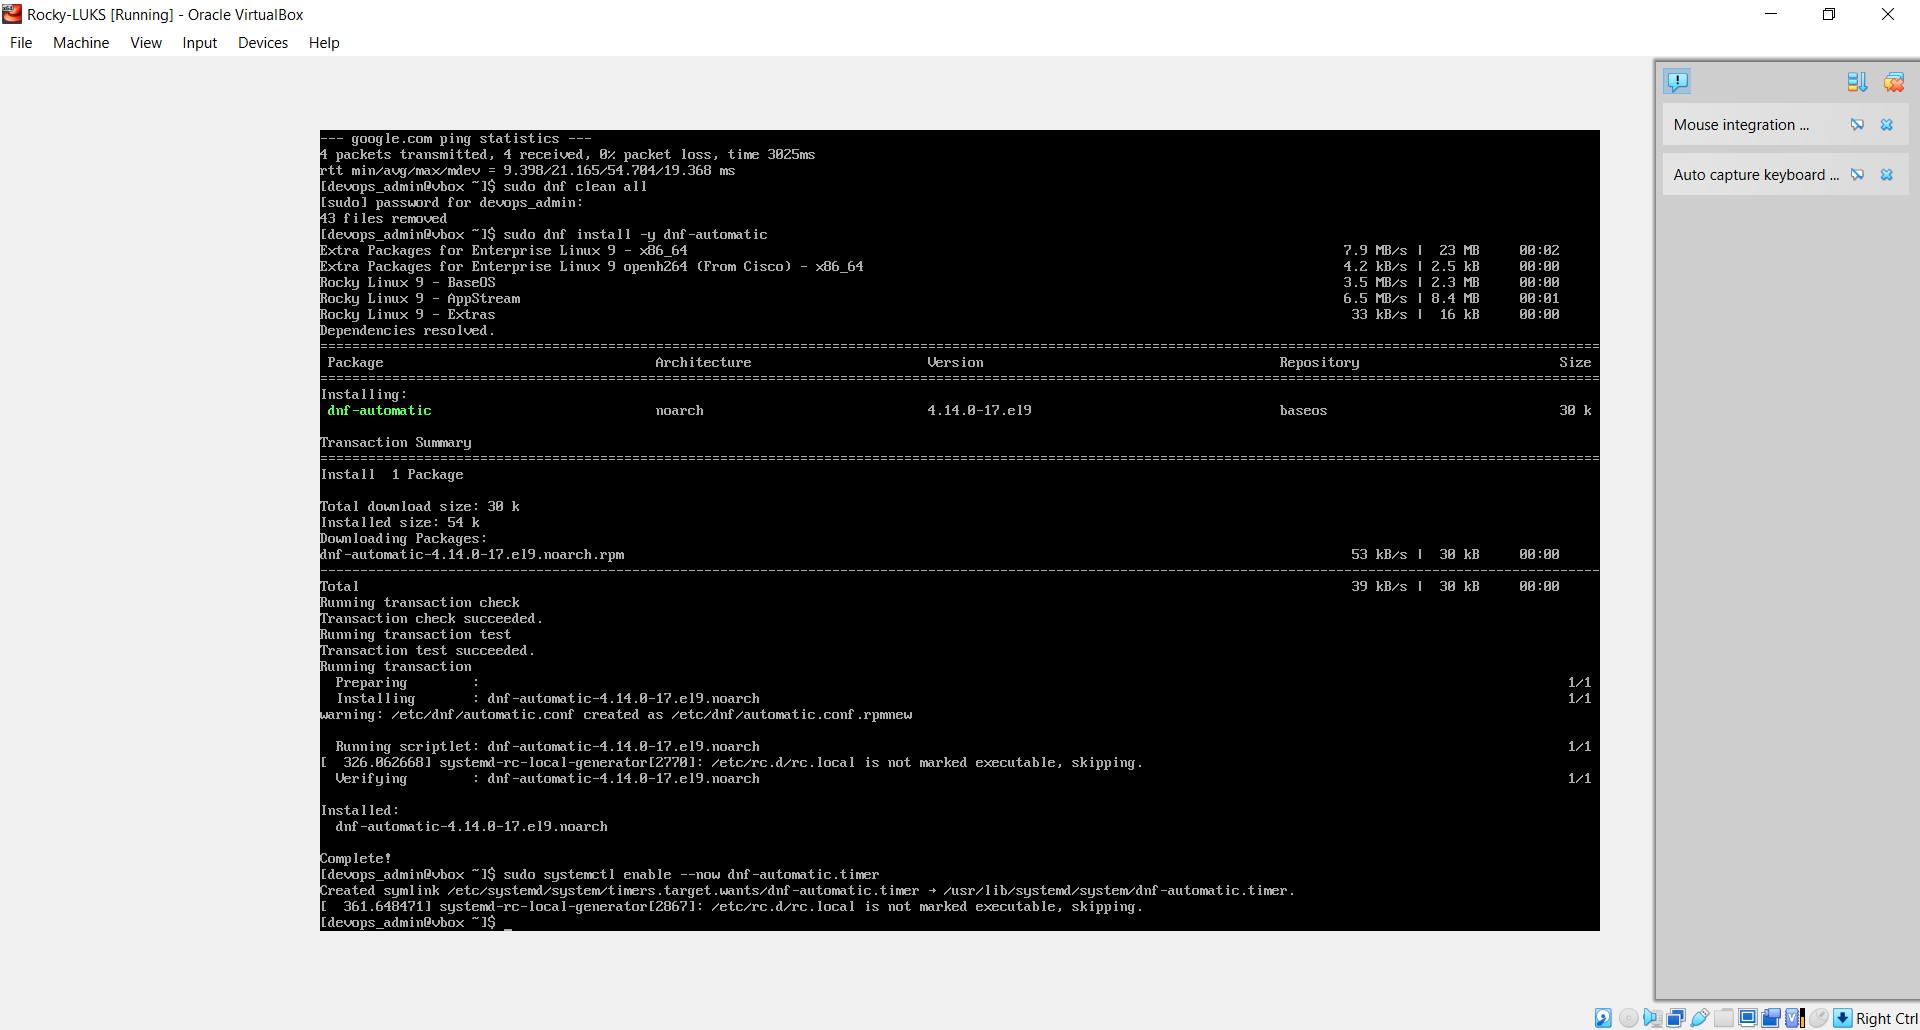 Rocky-LUKS [Running] - Oracle VirtualBox
File Machine View Input Devices Help
--- google.com ping statistics ---
4 packets transmitted, 4 received, 0% packet loss, time 3025ms
rtt min/avg/max/mdev = 9.398/21.165/54.704/19.368 ms
[devops_admin@vbox ~]$ sudo dnf clean all
[sudo] password for devops_admin:
43 files removed
[devops_admin@vbox ~]$ sudo dnf install -y dnf-automatic
Extra Packages for Enterprise Linux 9 - x86_64 7.9 MB/s | 23 MB 00:02
Extra Packages for Enterprise Linux 9 openh264 (From Cisco) - x86_64 4.2 kB/s | 2.5 kB 00:00
Rocky Linux 9 - BaseOS 3.5 MB/s | 2.3 MB 00:00
Rocky Linux 9 - AppStream 6.5 MB/s | 8.4 MB 00:01
Rocky Linux 9 - Extras 33 kB/s | 16 kB 00:00
Dependencies resolved.
Package Architecture Version Repository Size
Installing:
dnf-automatic noarch 4.14.0-17.el9 baseos 30 k
Transaction Summary
Install 1 Package
Total download size: 30 k
Installed size: 54 k
Downloading Packages:
dnf-automatic-4.14.0-17.el9.noarch.rpm 53 kB/s | 30 kB 00:00
Total 39 kB/s | 30 kB 00:00
Running transaction check
Transaction check succeeded.
Running transaction test
Transaction test succeeded.
Running transaction
Preparing : 1/1
Installing : dnf-automatic-4.14.0-17.el9.noarch 1/1
warning: /etc/dnf/automatic.conf created as /etc/dnf/automatic.conf.rpmnew
Running scriptlet: dnf-automatic-4.14.0-17.el9.noarch 1/1
[ 326.062668] systemd-rc-local-generator[2770]: /etc/rc.d/rc.local is not marked executable, skipping.
Verifying : dnf-automatic-4.14.0-17.el9.noarch 1/1
Installed:
dnf-automatic-4.14.0-17.el9.noarch
Complete!
[devops_admin@vbox ~]$ sudo systemctl enable --now dnf-automatic.timer
Created symlink /etc/systemd/system/timers.target.wants/dnf-automatic.timer → /usr/lib/systemd/system/dnf-automatic.timer.
[ 361.648471] systemd-rc-local-generator[2867]: /etc/rc.d/rc.local is not marked executable, skipping.
[devops_admin@vbox ~]$ _
Mouse integration ...
Auto capture keyboard ...
Right Ctrl